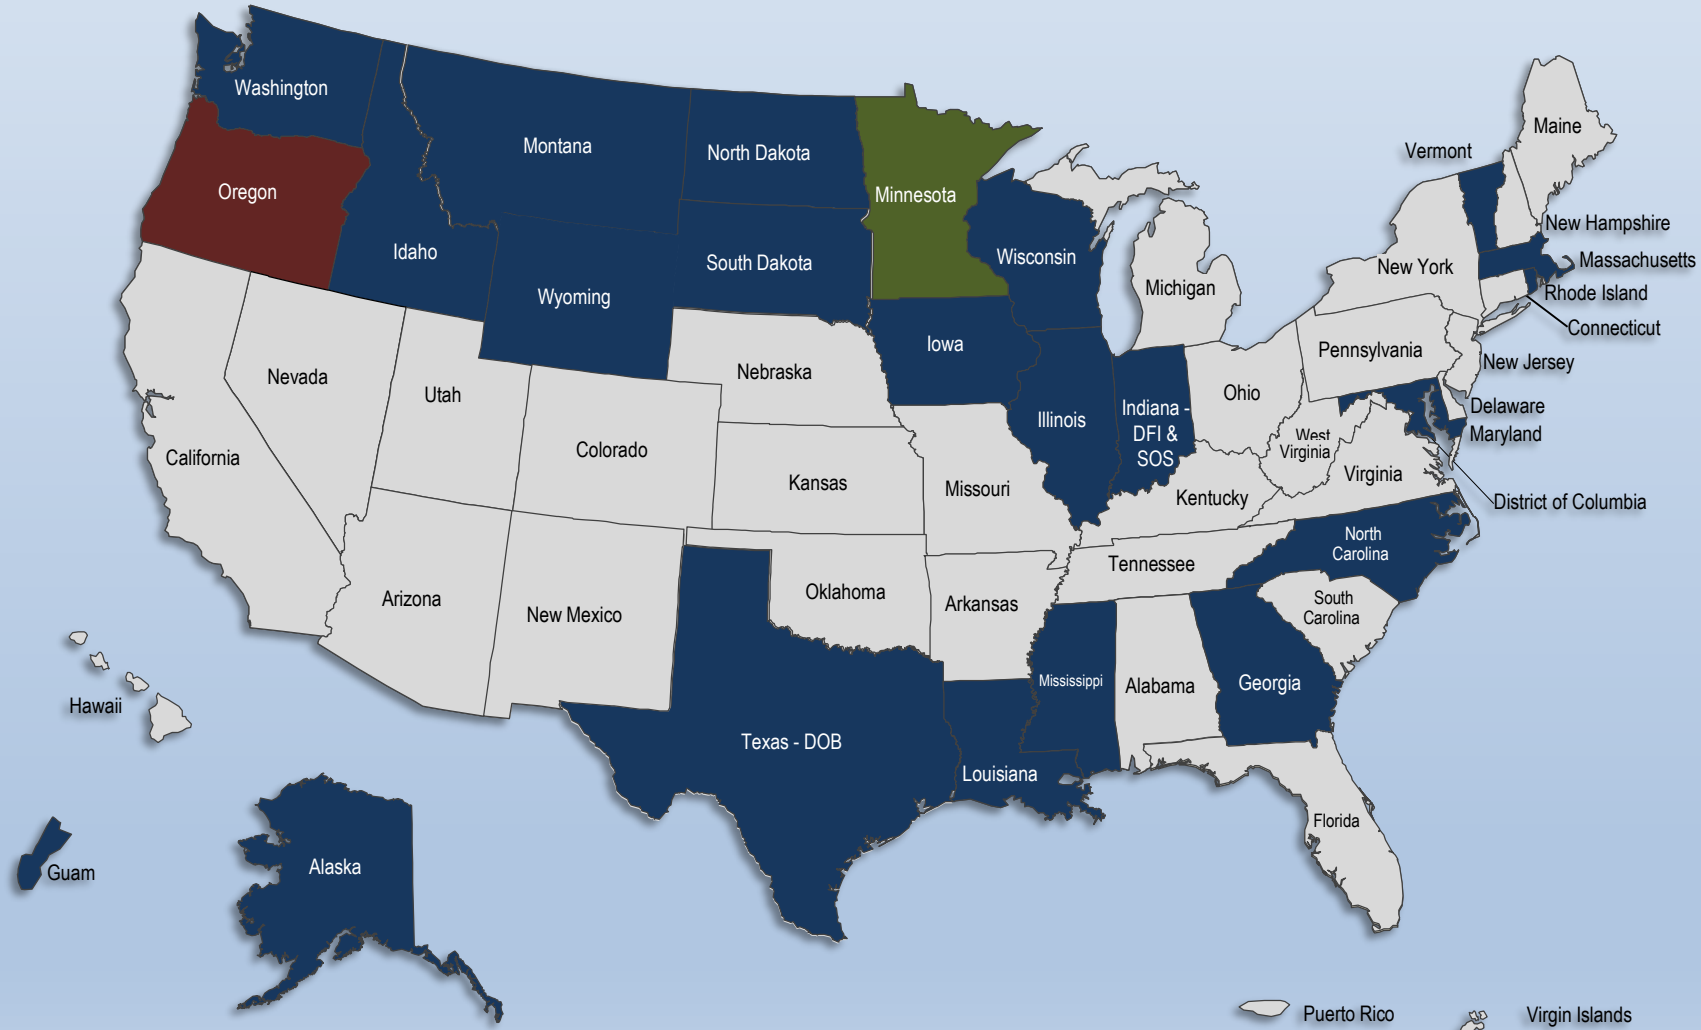 Washington
Montana
North Dakota
Minnesota
Maine
Vermont
Oregon
Idaho
South Dakota
Wisconsin
New Hampshire
Massachusetts
New York
Michigan
Wyoming
Rhode Island
Connecticut
Iowa
Pennsylvania
New Jersey
Nebraska
Nevada
Utah
Ohio
Delaware
Illinois
Indiana -
DFI &
SOS
Maryland
West
Virginia
California
Colorado
Kansas
Missouri
Kentucky
Virginia
District of Columbia
North
Carolina
Tennessee
Arizona
New Mexico
Oklahoma
Arkansas
South
Carolina
Mississippi
Alabama
Georgia
Hawaii
Texas - DOB
Louisiana
Florida
Guam
Alaska
Puerto Rico
Virgin Islands